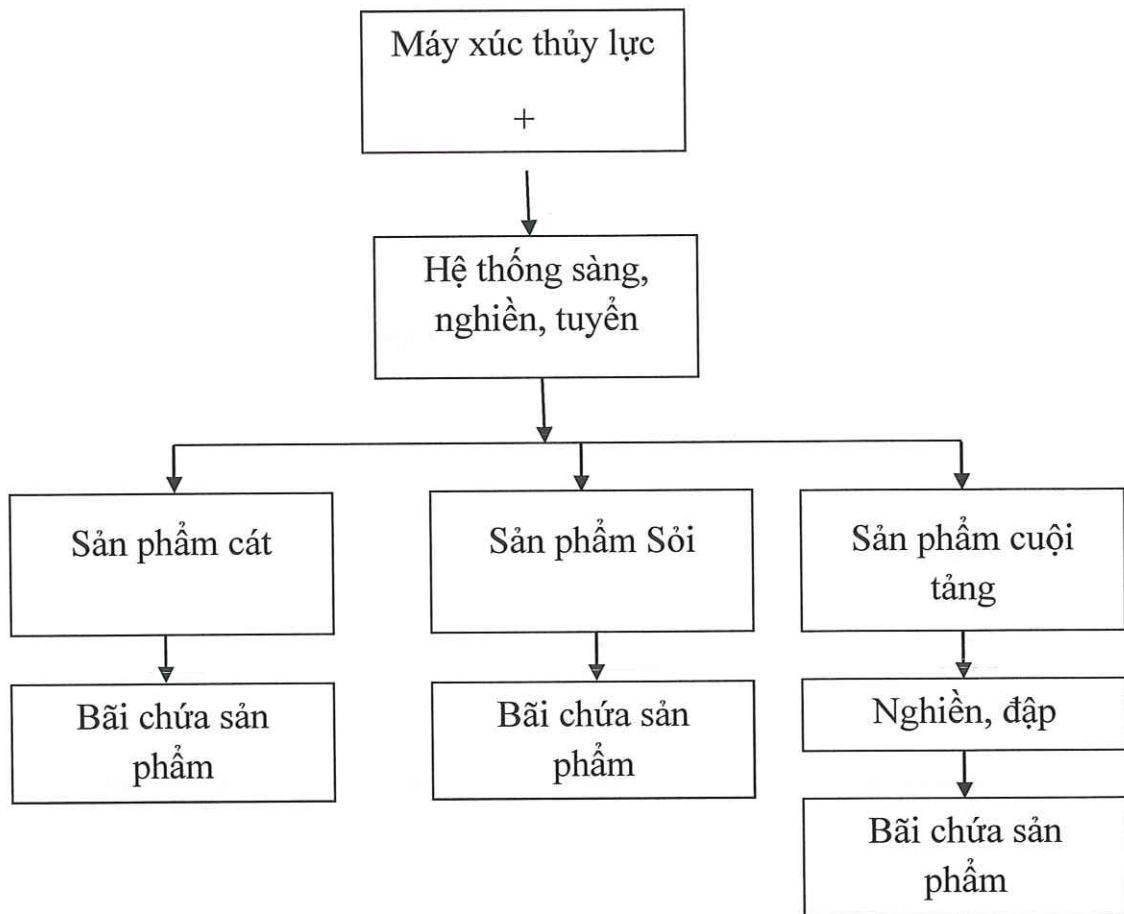 Máy xúc thủy lực
+
Hệ thống sàng,
nghiền, tuyển
Sản phẩm cát
Sản phẩm Sỏi
Sản phẩm cuội
tảng
Bãi chứa sản
phẩm
Bãi chứa sản
phẩm
Nghiền, đập
Bãi chứa sản
phẩm